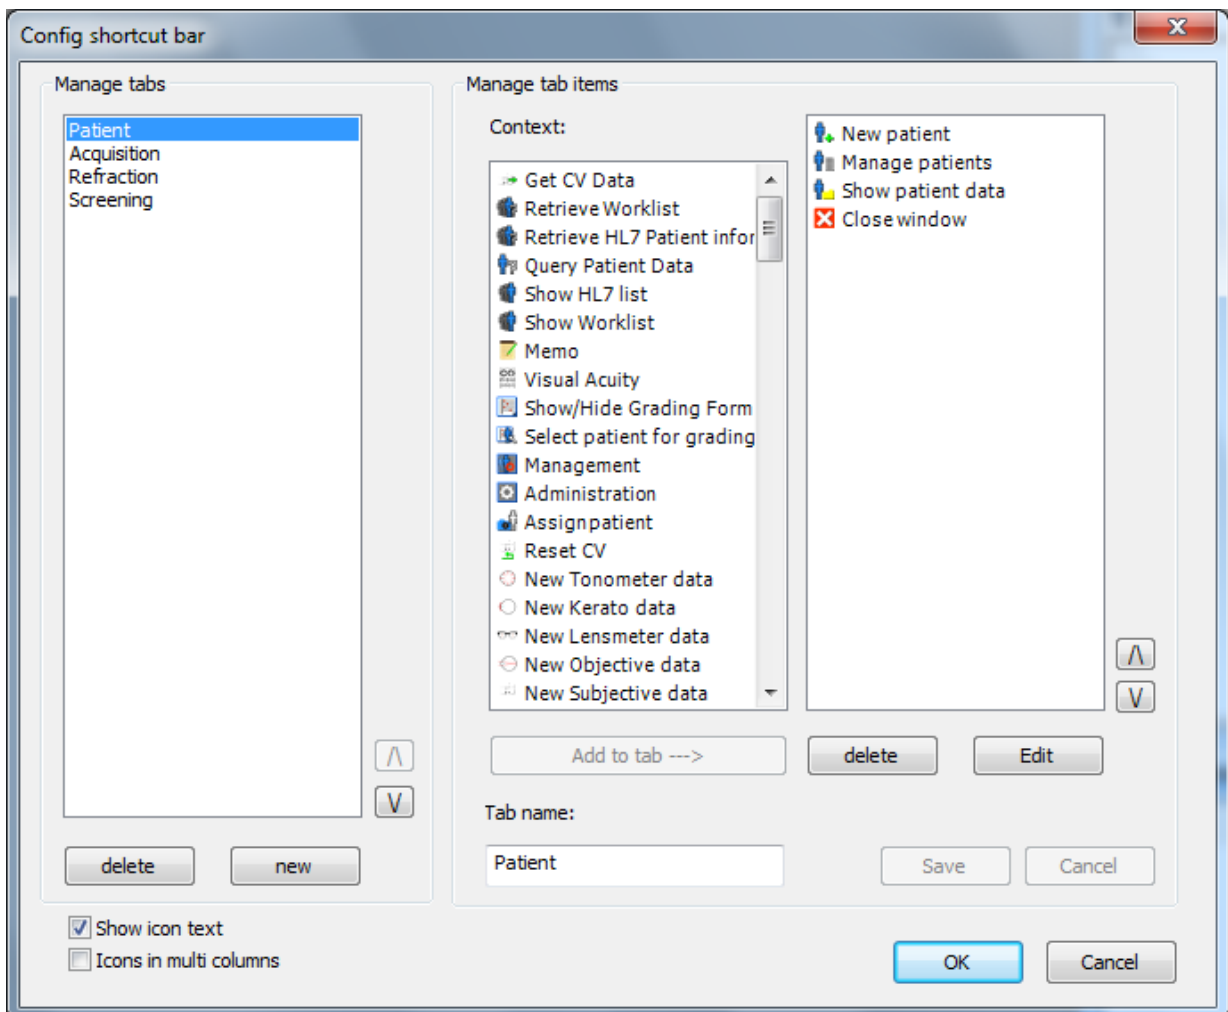 Config shortcut bar
Manage tabs
Patient
Acquisition
Refraction
Screening
/\
V
delete
new
Manage tab items
Context:
Get CV Data
Retrieve Worklist
Retrieve HL7 Patient infor
Query Patient Data
Show HL7 list
Show Worklist
Memo
Visual Acuity
Show/Hide Grading Form
Select patient for grading
Management
Administration
Assign patient
Reset CV
New Tonometer data
New Kerato data
New Lensmeter data
New Objective data
New Subjective data
New patient
Manage patients
Show patient data
Close window
/\
V
Add to tab --->
delete
Edit
Tab name:
Patient
Save
Cancel
Show icon text
Icons in multi columns
OK
Cancel